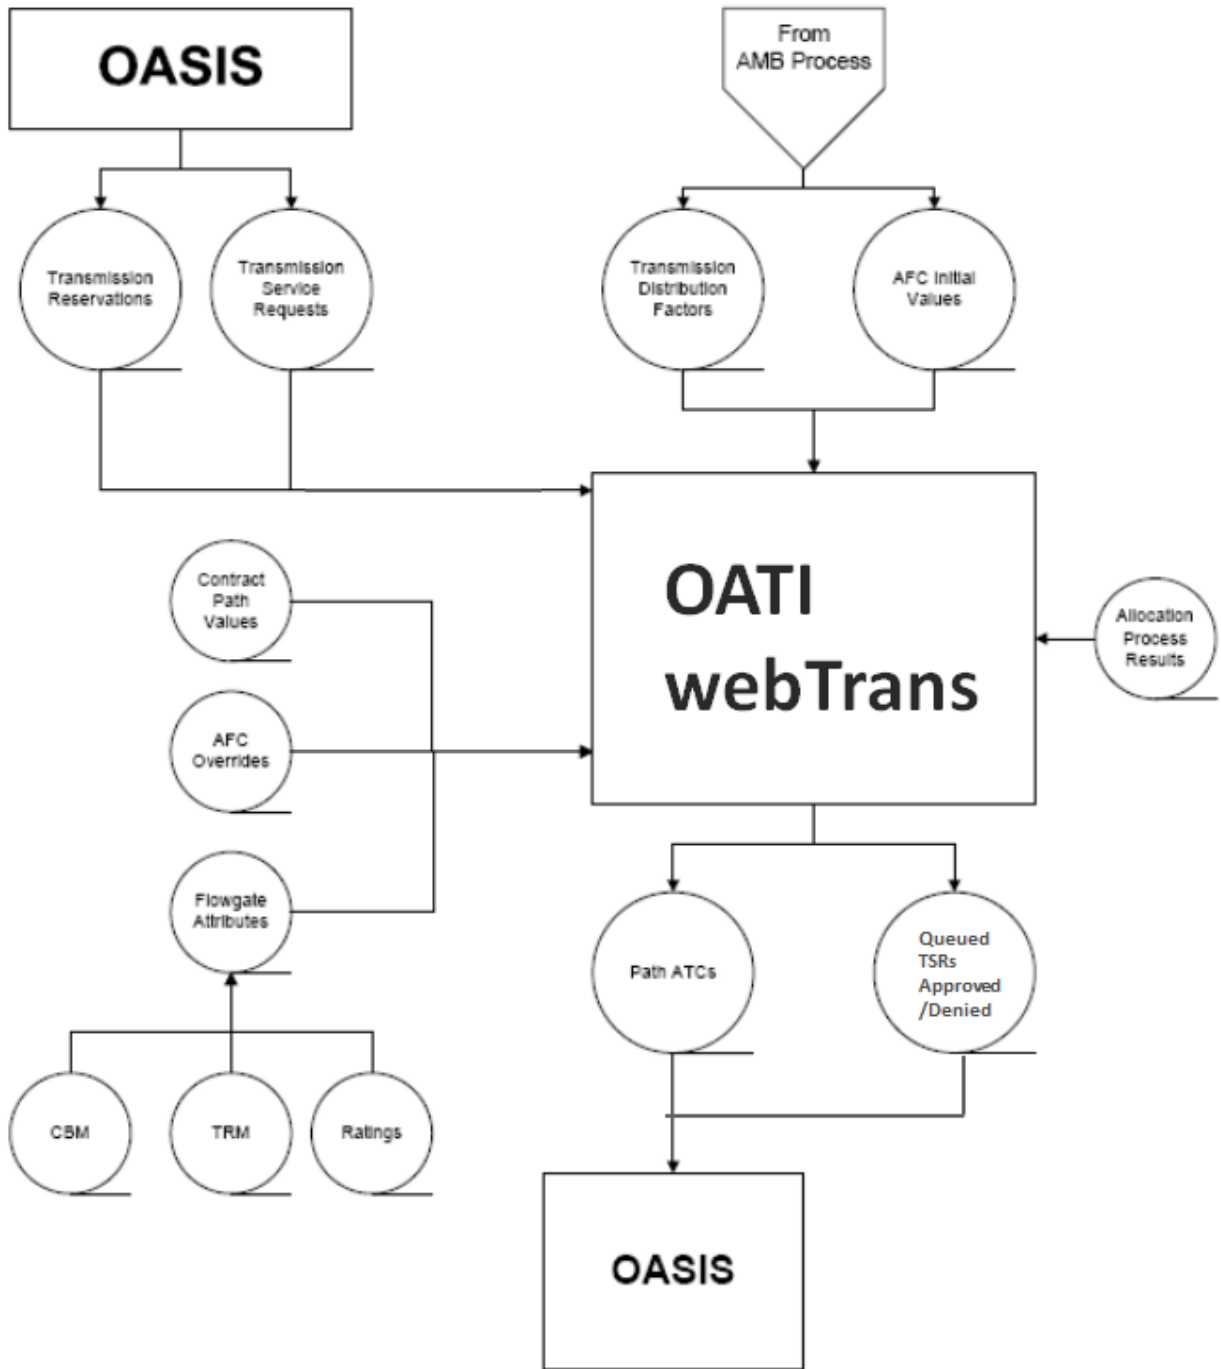 OASIS
From
AMB Process
Transmission
Reservations
Transmission
Service
Requests
Transmission
Distribution
Factors
AFC Initial
Values
Contract
Path
Values
OATI
webTrans
Allocation
Process
Results
AFC
Overrides
Flowgate
Attributes
Path ATCs
Queued
TSRs
Approved
/Denied
CBM
TRM
Ratings
OASIS